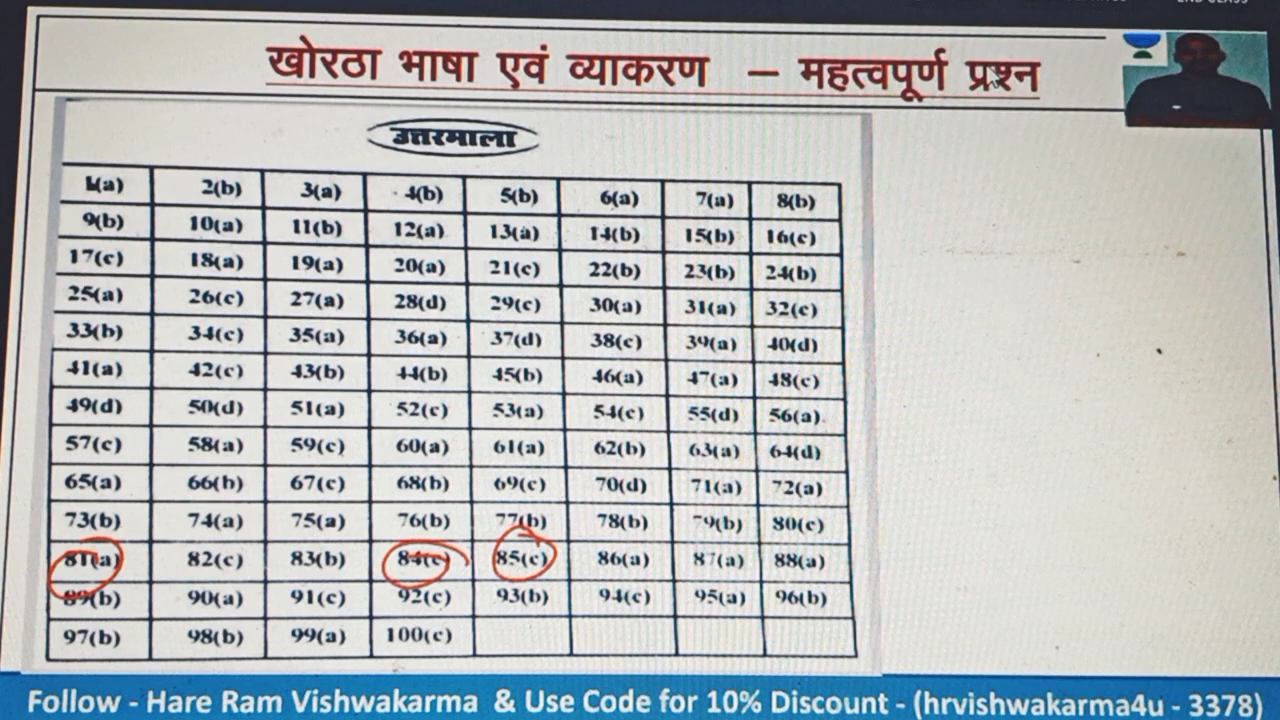 END CLASS
खोरठा भाषा एवं व्याकरण – महत्वपूर्ण प्रश्न
उत्तरमाला
1(a) 2(b) 3(a) 4(b) 5(b) 6(a) 7(a) 8(b)
9(b) 10(a) 11(b) 12(a) 13(a) 14(b) 15(b) 16(c)
17(c) 18(a) 19(a) 20(a) 21(c) 22(b) 23(b) 24(b)
25(a) 26(c) 27(a) 28(d) 29(c) 30(a) 31(a) 32(c)
33(b) 34(c) 35(a) 36(a) 37(d) 38(c) 39(a) 40(d)
41(a) 42(c) 43(b) 44(b) 45(b) 46(a) 47(a) 48(c)
49(d) 50(d) 51(a) 52(c) 53(a) 54(c) 55(d) 56(a)
57(c) 58(a) 59(c) 60(a) 61(a) 62(b) 63(a) 64(d)
65(a) 66(b) 67(c) 68(b) 69(c) 70(d) 71(a) 72(a)
73(b) 74(a) 75(a) 76(b) 77(b) 78(b) 79(b) 80(c)
81(a) 82(c) 83(b) 84(c) 85(c) 86(a) 87(a) 88(a)
89(b) 90(a) 91(c) 92(c) 93(b) 94(c) 95(a) 96(b)
97(b) 98(b) 99(a) 100(c)
Follow - Hare Ram Vishwakarma & Use Code for 10% Discount - (hrvishwakarma4u - 3378)